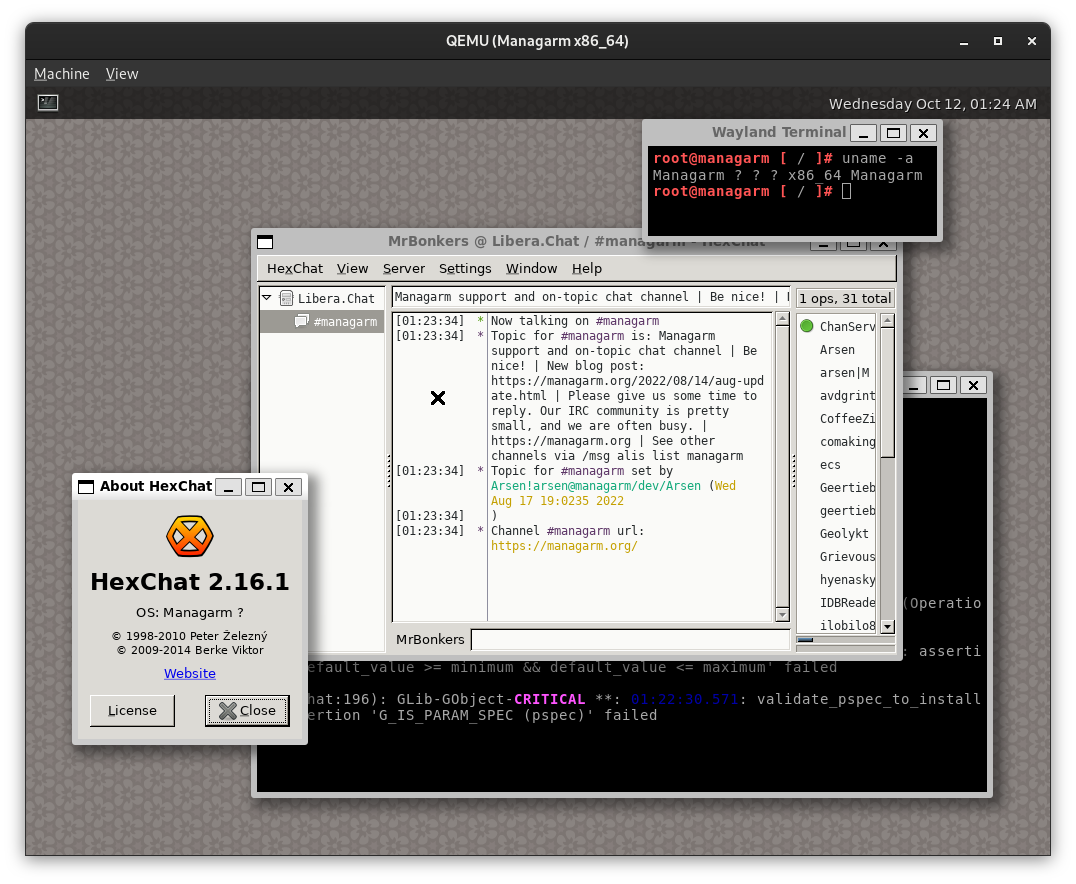 QEMU (Managarm x86_64)
Machine View
Wednesday Oct 12, 01:24 AM
Wayland Terminal
root@managarm [ / ]# uname -a
Managarm ? ? ? x86_64 Managarm
root@managarm [ / ]#
MrBonkers @ Libera.Chat / #managarm - HexChat
HexChat View Server Settings Window Help
Libera.Chat
#managarm
Managarm support and on-topic chat channel | Be nice! |
1 ops, 31 total
[01:23:34] * Now talking on #managarm
[01:23:34] * Topic for #managarm is: Managarm
support and on-topic chat channel | Be
nice! | New blog post:
https://managarm.org/2022/08/14/aug-upd
ate.html | Please give us some time to
reply. Our IRC community is pretty
small, and we are often busy. |
https://managarm.org | See other
channels via /msg alis list managarm
[01:23:34] * Topic for #managarm set by
Arsen!arsen@managarm/dev/Arsen (Wed
Aug 17 19:0235 2022
[01:23:34] )
[01:23:34] * Channel #managarm url:
https://managarm.org/
ChanServ
Arsen
arsen|M
avdgrint
CoffeeZi
comaking
ecs
Geertieb
geertieb
Geolykt
Grievous
hyenasky
IDBReade
ilobilo8
MrBonkers
About HexChat
HexChat 2.16.1
OS: Managarm ?
© 1998-2010 Peter Železný
© 2009-2014 Berke Viktor
Website
License Close
(Operatio
: asserti
efault_value >= minimum && default_value <= maximum' failed
hat:196): GLib-GObject-CRITICAL **: 01:22:30.571: validate_pspec_to_install
ertion 'G_IS_PARAM_SPEC (pspec)' failed